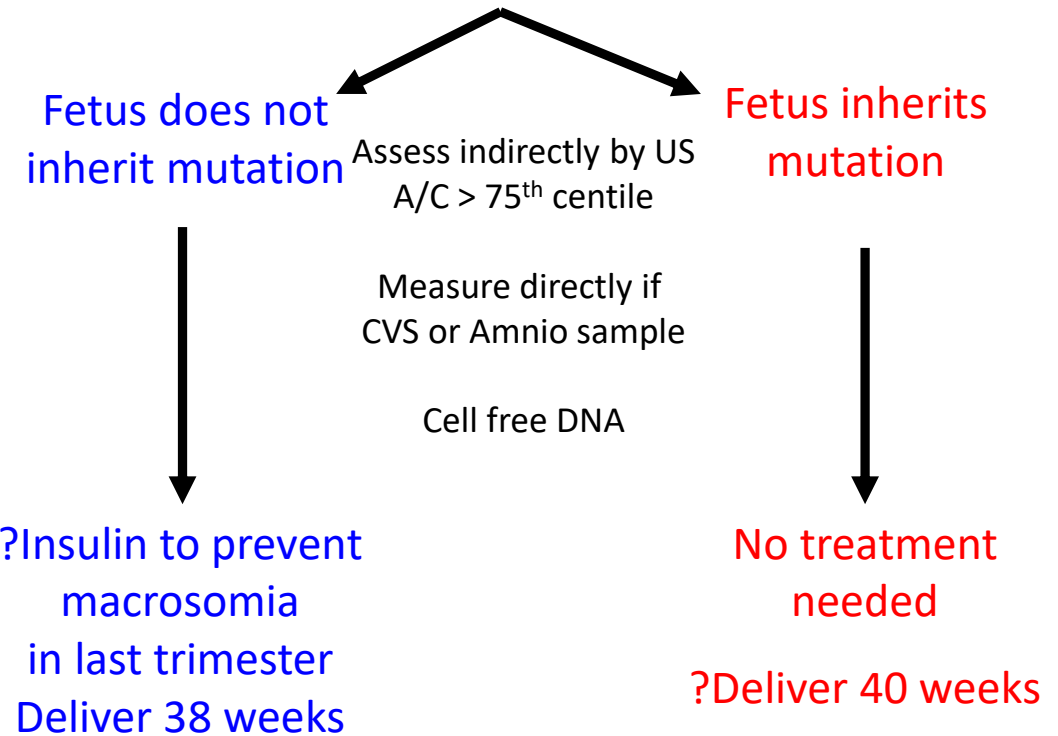 Fetus does not
inherit mutation
Assess indirectly by US
A/C > 75th centile
Measure directly if
CVS or Amnio sample
Cell free DNA
Fetus inherits
mutation
?Insulin to prevent
macrosomia
in last trimester
Deliver 38 weeks
No treatment
needed
?Deliver 40 weeks